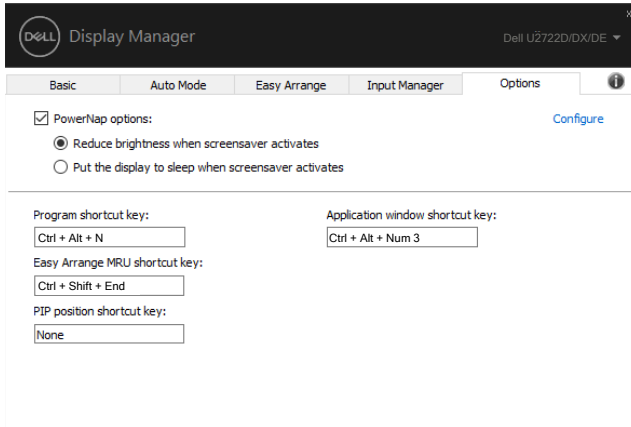 x
DELL Display Manager
Dell U2722D/DX/DE
Basic Auto Mode Easy Arrange Input Manager Options
PowerNap options: Configure
Reduce brightness when screensaver activates
Put the display to sleep when screensaver activates
Program shortcut key: Application window shortcut key:
Ctrl + Alt + N Ctrl + Alt + Num 3
Easy Arrange MRU shortcut key:
Ctrl + Shift + End
PIP position shortcut key:
None